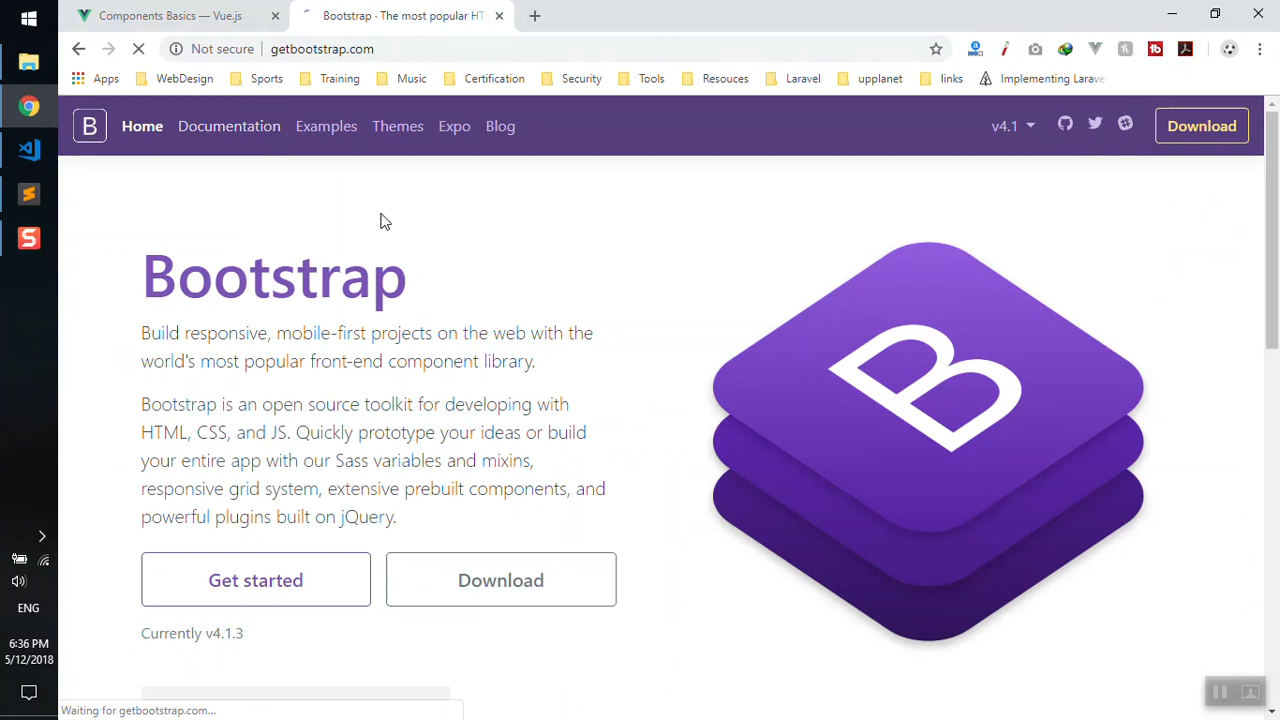 Components Basics — Vue.js
Bootstrap · The most popular HT
Not secure
getbootstrap.com
Apps
WebDesign
Sports
Training
Music
Certification
Security
Tools
Resouces
Laravel
upplanet
links
Implementing Larave
B
Home
Documentation
Examples
Themes
Expo
Blog
v4.1
Download
Bootstrap
Build responsive, mobile-first projects on the web with the
world's most popular front-end component library.
Bootstrap is an open source toolkit for developing with
HTML, CSS, and JS. Quickly prototype your ideas or build
your entire app with our Sass variables and mixins,
responsive grid system, extensive prebuilt components, and
powerful plugins built on jQuery.
Get started
Download
Currently v4.1.3
B
Waiting for getbootstrap.com...
ENG
6:36 PM
5/12/2018